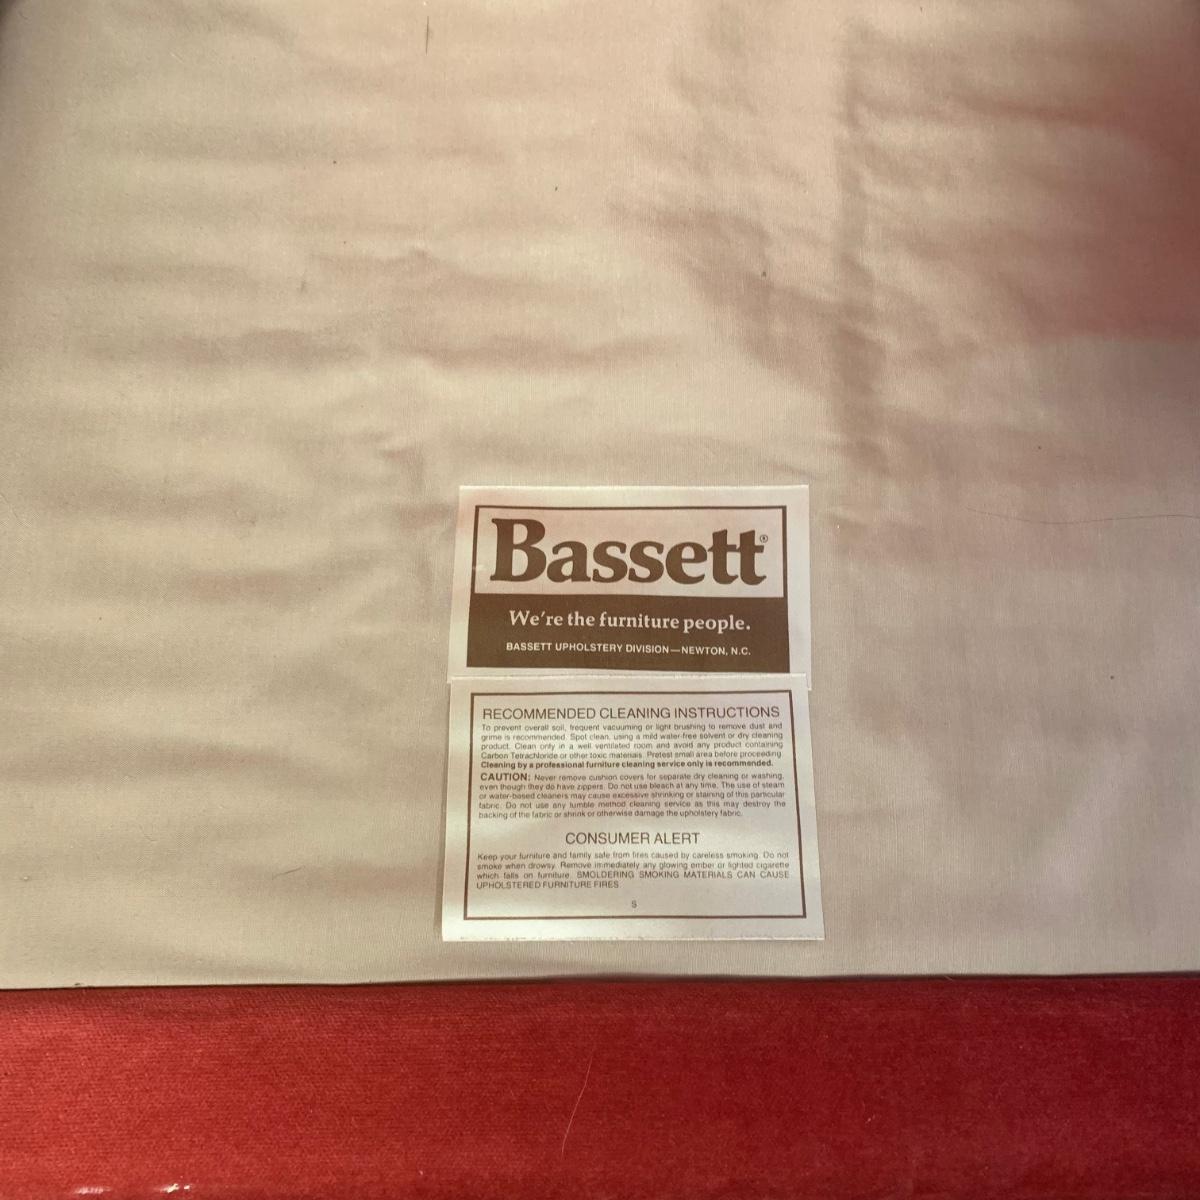 Bassett®
We're the furniture people.
BASSETT UPHOLSTERY DIVISION—NEWTON, N.C.
RECOMMENDED CLEANING INSTRUCTIONS
To prevent overall soil, frequent vacuuming or light brushing to remove dust and
grime is recommended. Spot clean, using a mild water-free solvent or dry cleaning
product. Clean only in a well ventilated room and avoid any product containing
Carbon Tetrachloride or other toxic materials. Pretest small area before proceeding.
Cleaning by a professional furniture cleaning service only is recommended.
CAUTION: Never remove cushion covers for separate dry cleaning or washing,
even though they do have zippers. Do not use bleach at any time. The use of steam
or water-based cleaners may cause excessive shrinking or staining of this particular
fabric. Do not use any tumble method cleaning service as this may destroy the
backing of the fabric or shrink or otherwise damage the upholstery fabric.
CONSUMER ALERT
Keep your furniture and family safe from fires caused by careless smoking. Do not
smoke when drowsy. Remove immediately any glowing ember or lighted cigarette
which falls on furniture. SMOLDERING SMOKING MATERIALS CAN CAUSE
UPHOLSTERED FURNITURE FIRES
S